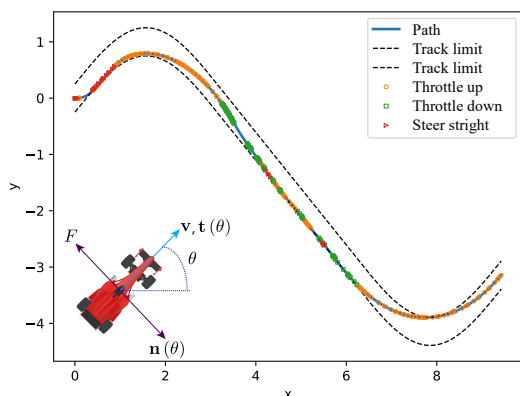 Path
Track limit
Track limit
Throttle up
Throttle down
Steer stright
1
0
−1
−2
−3
−4
y
F
v, t (θ)
θ
n (θ)
0 2 4 6 8
x